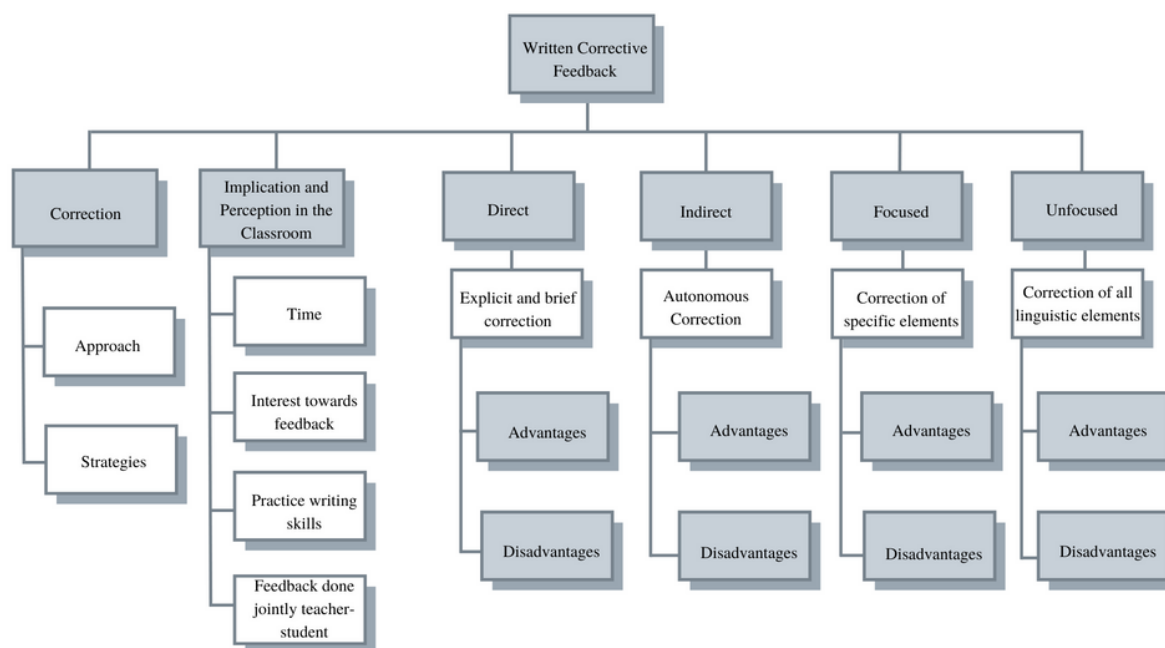 Written Corrective
Feedback
Correction
Implication and
Perception in the
Classroom
Direct
Indirect
Focused
Unfocused
Approach
Strategies
Time
Interest towards
feedback
Practice writing
skills
Feedback done
jointly teacher-
student
Explicit and brief
correction
Advantages
Disadvantages
Autonomous
Correction
Advantages
Disadvantages
Correction of
specific elements
Advantages
Disadvantages
Correction of all
linguistic elements
Advantages
Disadvantages